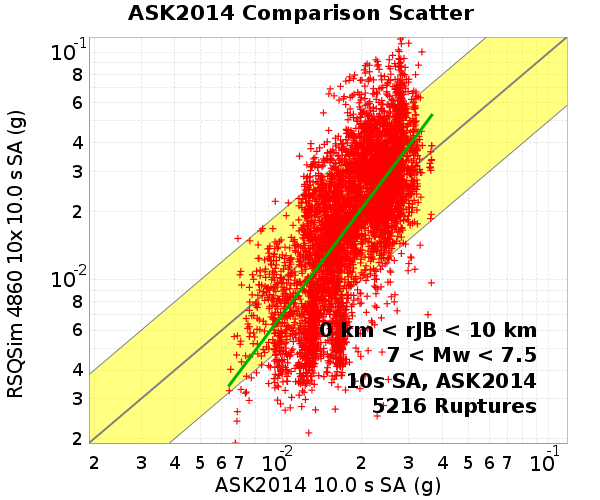 ASK2014 Comparison Scatter
RSQSim 4860 10x 10.0 s SA (g)
10-1
8
6
4
3
2
10-2
8
6
4
3
2
0 km < rJB < 10 km
7 < Mw < 7.5
10s SA, ASK2014
5216 Ruptures
2 3 4 5 6 7 10-2 2 3 4 5 6 7 10-1
ASK2014 10.0 s SA (g)